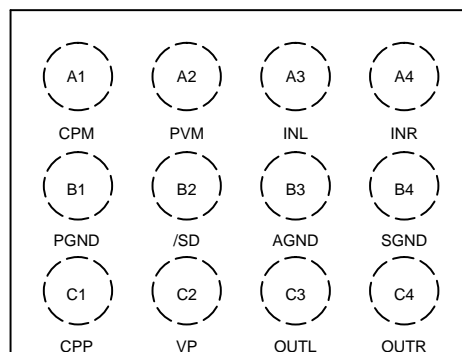 A1 A2 A3 A4
CPM PVM INL INR
B1 B2 B3 B4
PGND /SD AGND SGND
C1 C2 C3 C4
CPP VP OUTL OUTR